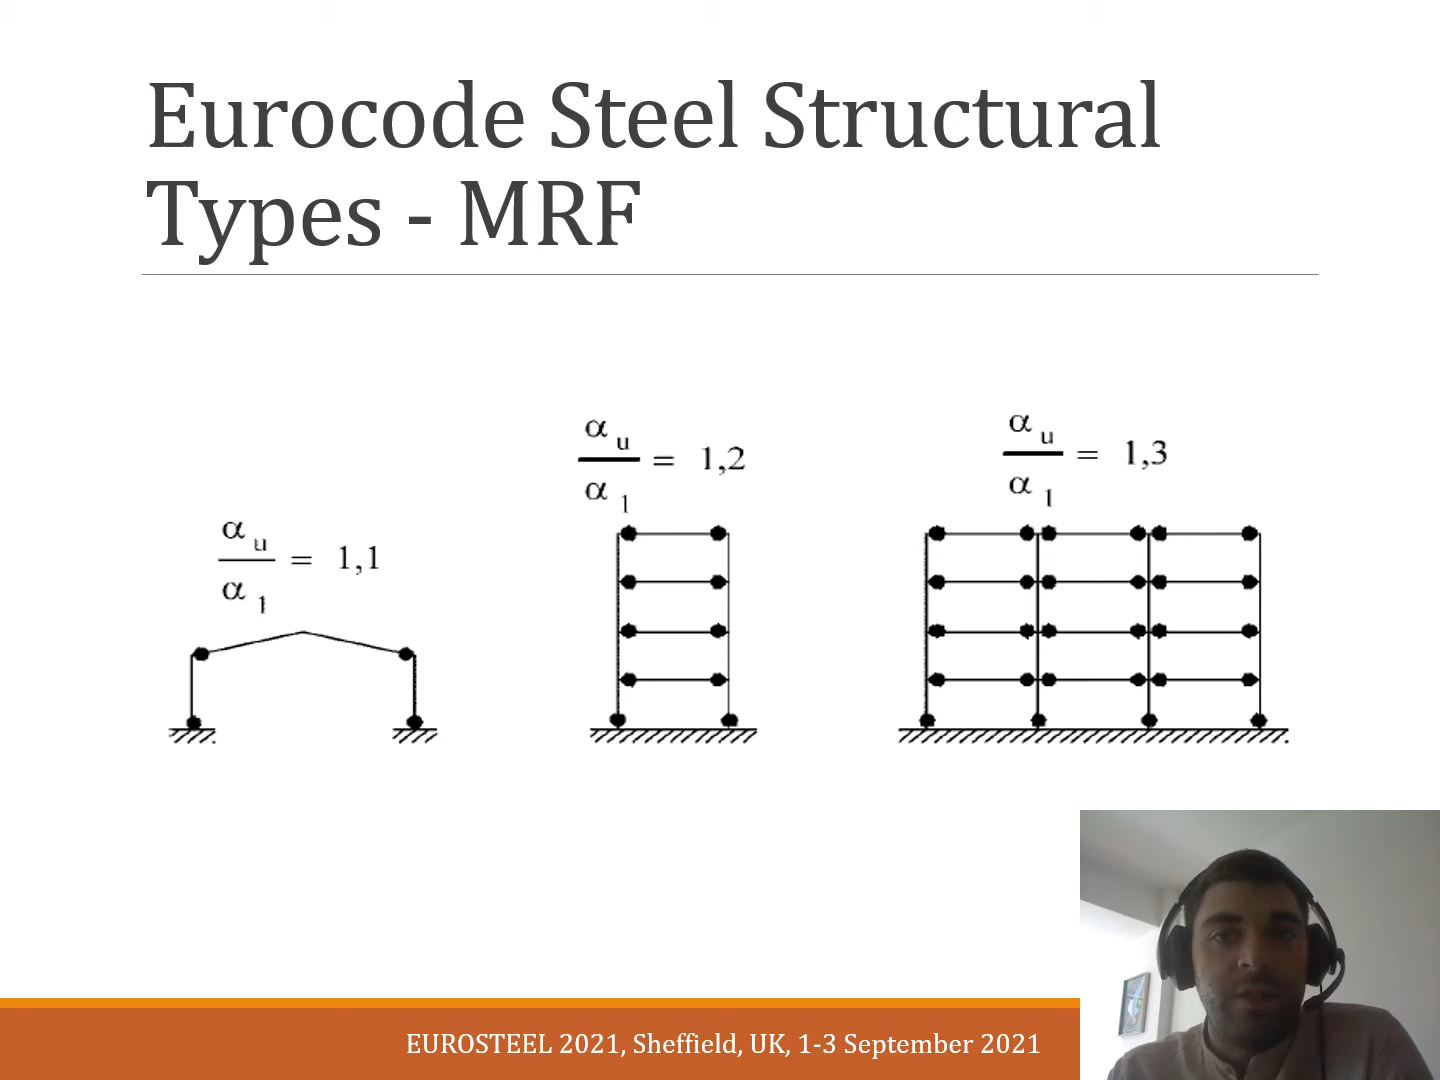 Eurocode Steel Structural
Types - MRF
α u
α 1
= 1,1
α u
α 1
= 1,2
α u
α 1
= 1,3
EUROSTEEL 2021, Sheffield, UK, 1-3 September 2021